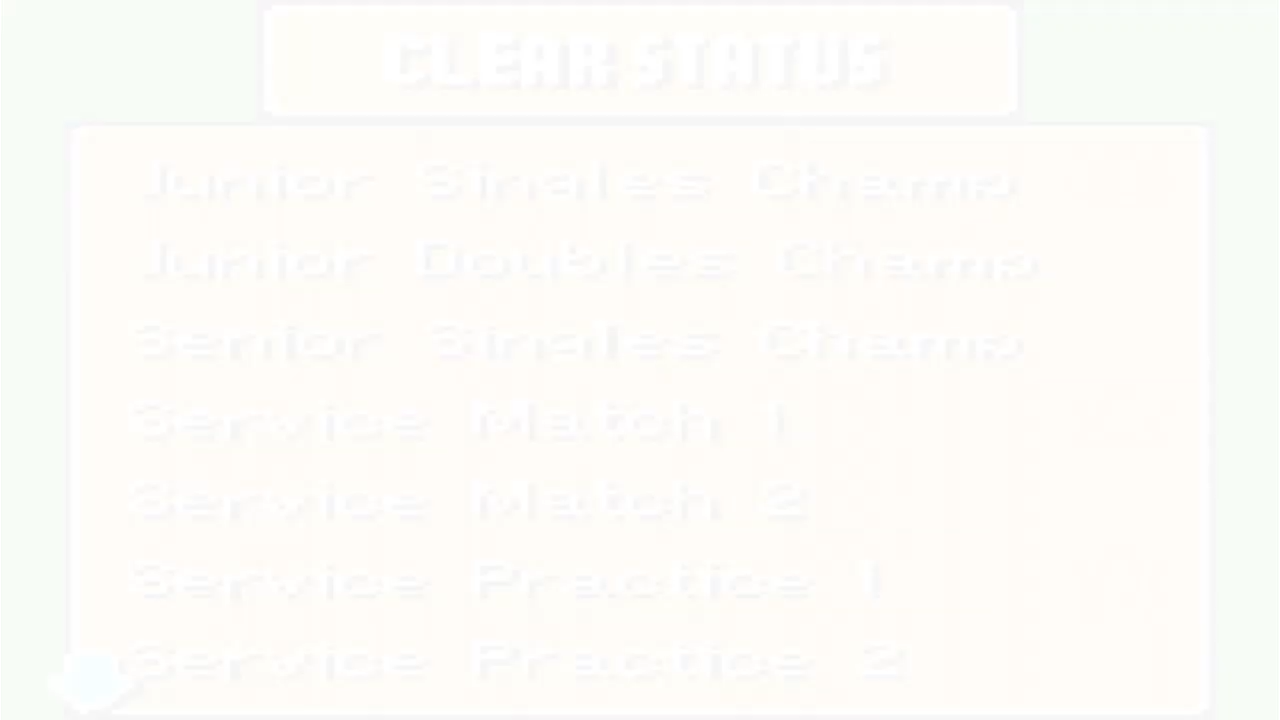 CLEAR STATUS
Junior Singles Champ
Junior Doubles Champ
Senior Singles Champ
Service Match 1
Service Match 2
Service Practice 1
Service Practice 2